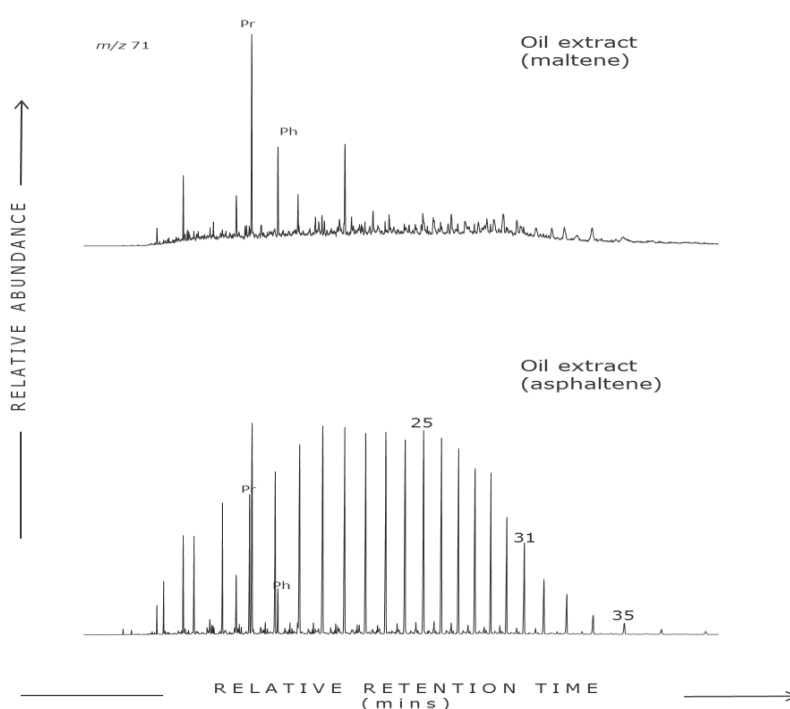 Pr
m/z 71
Oil extract
(maltene)
Ph
RELATIVE ABUNDANCE
Oil extract
(asphaltene)
25
Pr
31
Ph
35
RELATIVE RETENTION TIME
(mins)